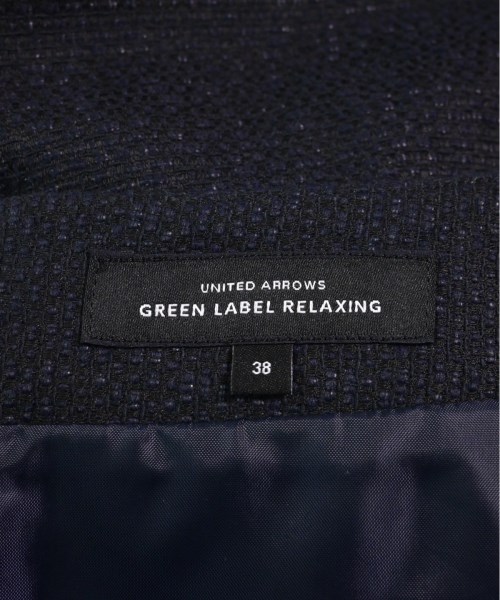 UNITED ARROWS
GREEN LABEL RELAXING
38